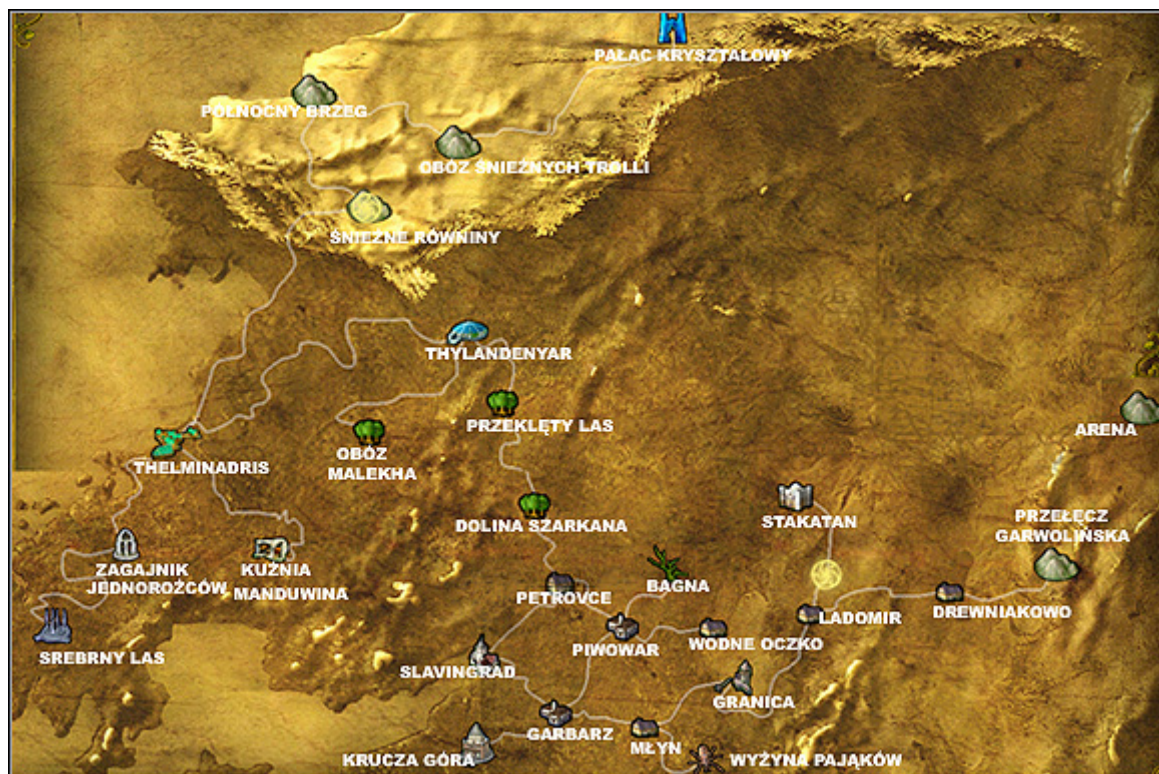 PAŁAC KRYSZTAŁOWY
PÓŁNOCNY BRZEG
OBÓZ ŚNIEŻNYCH TROLLI
ŚNIEŻNE RÓWNINY
THYLANDENYAR
PRZEKLĘTY LAS
ARENA
OBÓZ
MALEKHA
THELMINADRIS
DOLINA SZARKANA
STAKATAN
PRZEŁĘCZ
GARWOLIŃSKA
ZAGAJNIK
JEDNOROŻCÓW
KUŹNIA
MANDUWINA
BAGNA
PETROVCE
DREWNIAKOWO
LADOMIR
SREBRNY LAS
PIWOWAR
WODNE OCZKO
SLAVINGRAD
GRANICA
GARBARZ
MŁYN
KRUCZA GÓRA
WYŻYNA PAJĄKÓW